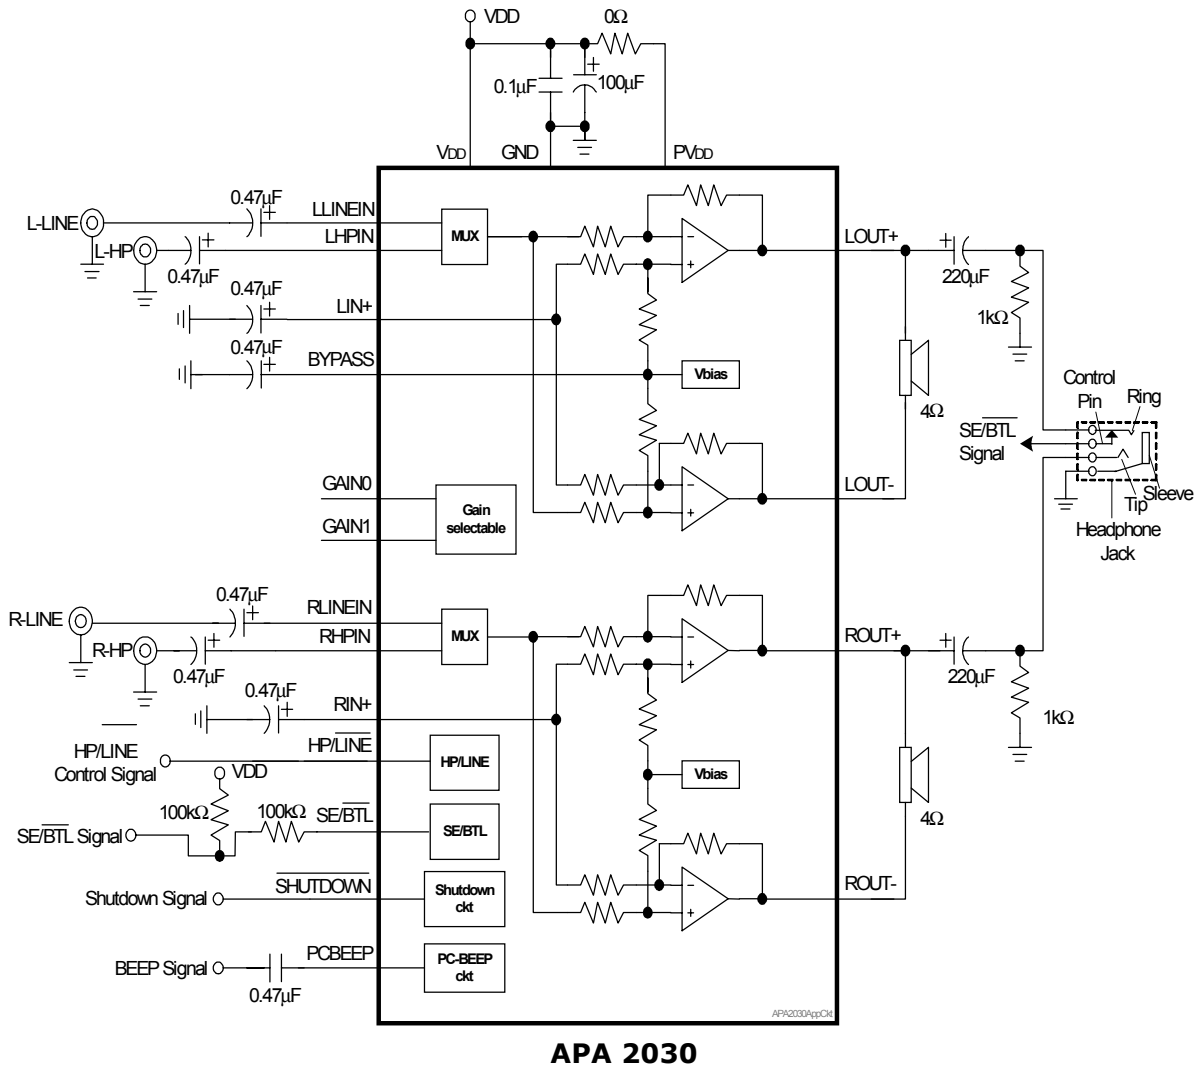 VDD
0Ω
0.1µF
100µF
VDD
GND
PVDD
L-LINE
0.47µF
LLINEIN
L-HP
0.47µF
LHPIN
MUX
0.47µF
LIN+
0.47µF
BYPASS
Vbias
LOUT+
220µF
1kΩ
4Ω
LOUT-
Control
Pin
Ring
SE/BTL
Signal
Tip
Sleeve
Headphone
Jack
GAIN0
GAIN1
Gain
selectable
R-LINE
0.47µF
RLINEIN
R-HP
0.47µF
RHPIN
MUX
0.47µF
RIN+
Vbias
ROUT+
220µF
1kΩ
4Ω
ROUT-
HP/LINE
Control Signal
HP/LINE
HP/LINE
VDD
100kΩ
100kΩ
SE/BTL Signal
SE/BTL
SE/BTL
Shutdown Signal
SHUTDOWN
Shutdown
ckt
BEEP Signal
0.47µF
PCBEEP
PC-BEEP
ckt
APA2030AppCkt
APA 2030